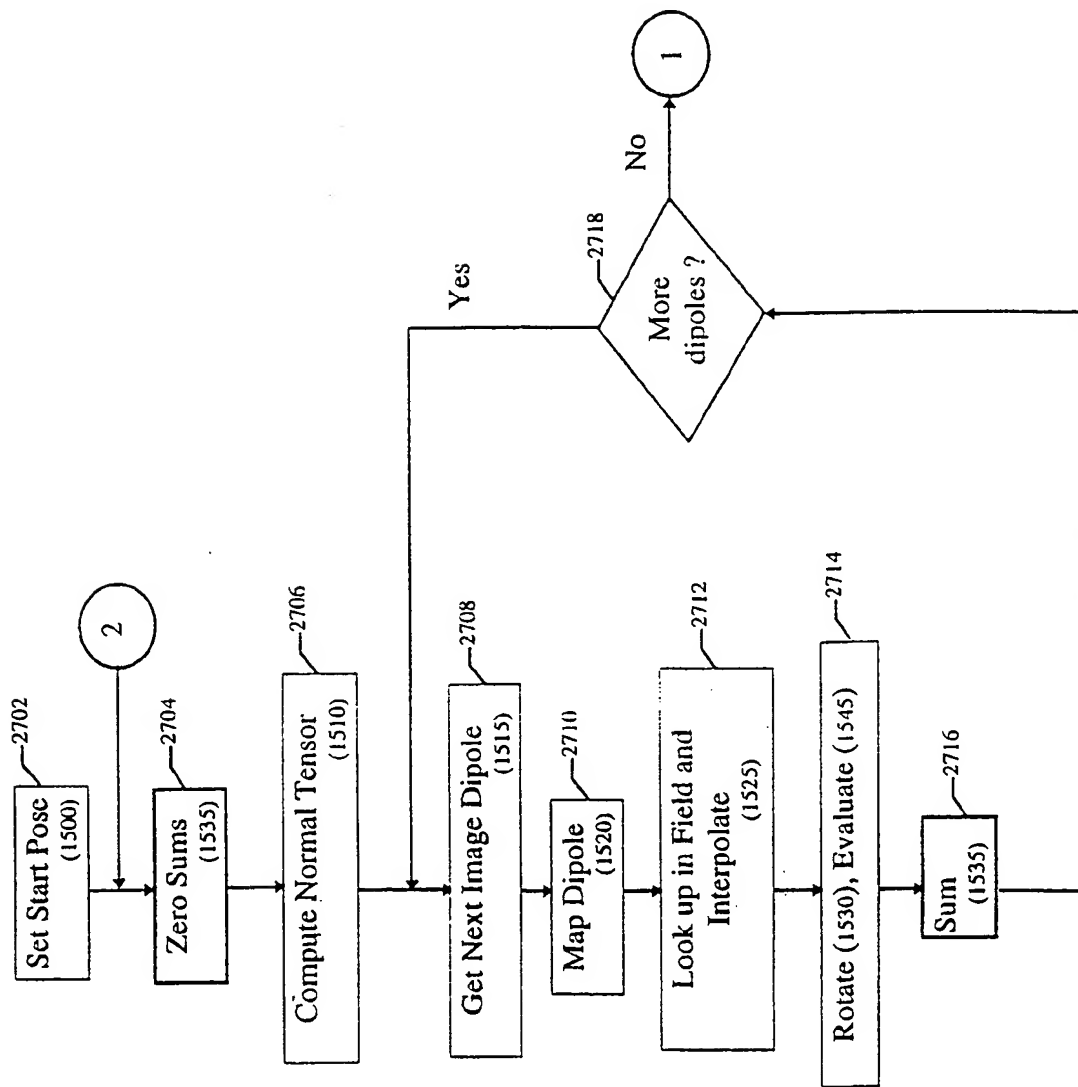 Set Start Pose
(1500)
2702
2
Zero Sums
(1535)
2704
Compute Normal Tensor
(1510)
2706
Get Next Image Dipole
(1515)
2708
Map Dipole
(1520)
2710
Look up in Field and
Interpolate
(1525)
2712
Rotate (1530), Evaluate (1545)
2714
Sum
(1535)
2716
More
dipoles ?
2718
Yes
No
1